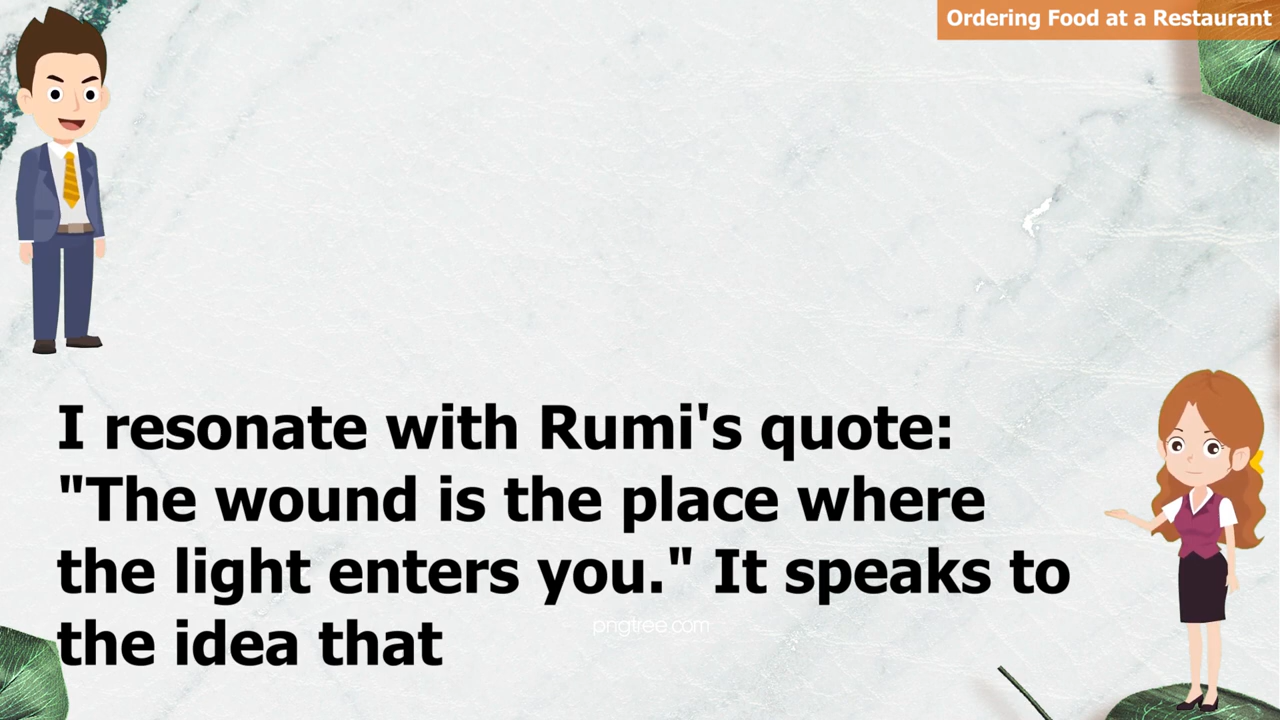 Ordering Food at a Restaurant
I resonate with Rumi's quote:
"The wound is the place where
the light enters you." It speaks to
the idea that
pngtree.com